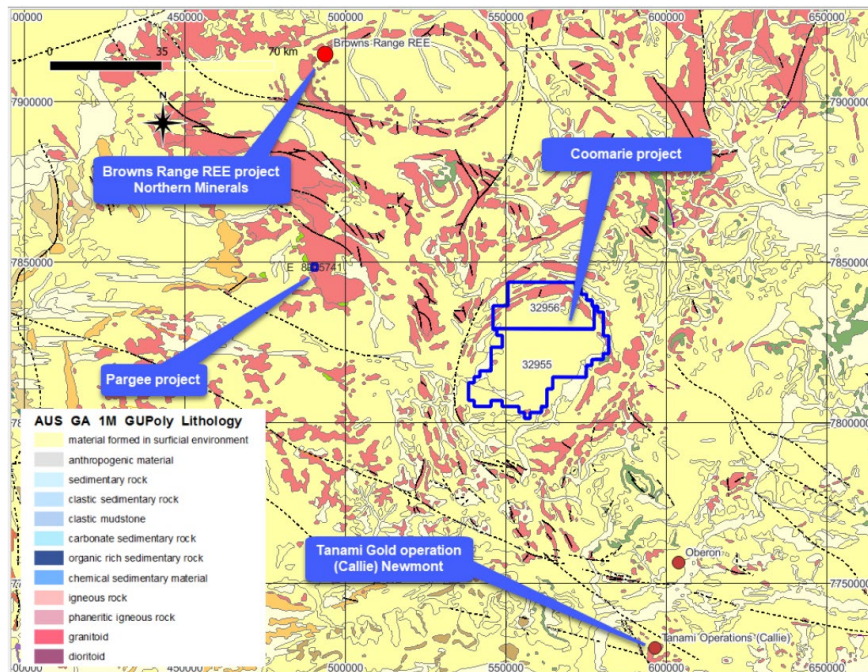 00000
450000
500000
550000
600000
650000
0
35
70 km
Browns Range REE
N
7900000
7900000
Browns Range REE project
Northern Minerals
Coomarie project
7850000
7850000
32956
32955
Pargee project
7800000
AUS GA 1M GUPoly Lithology
material formed in surficial environment
anthropogenic material
sedimentary rock
clastic sedimentary rock
clastic mudstone
carbonate sedimentary rock
organic rich sedimentary rock
chemical sedimentary material
igneous rock
phaneritic igneous rock
granitoid
dioritoid
Tanami Gold operation
(Callie) Newmont
Oberon
7750000
Tanami Operations (Callie)
00000
450000
500000
550000
600000
650000